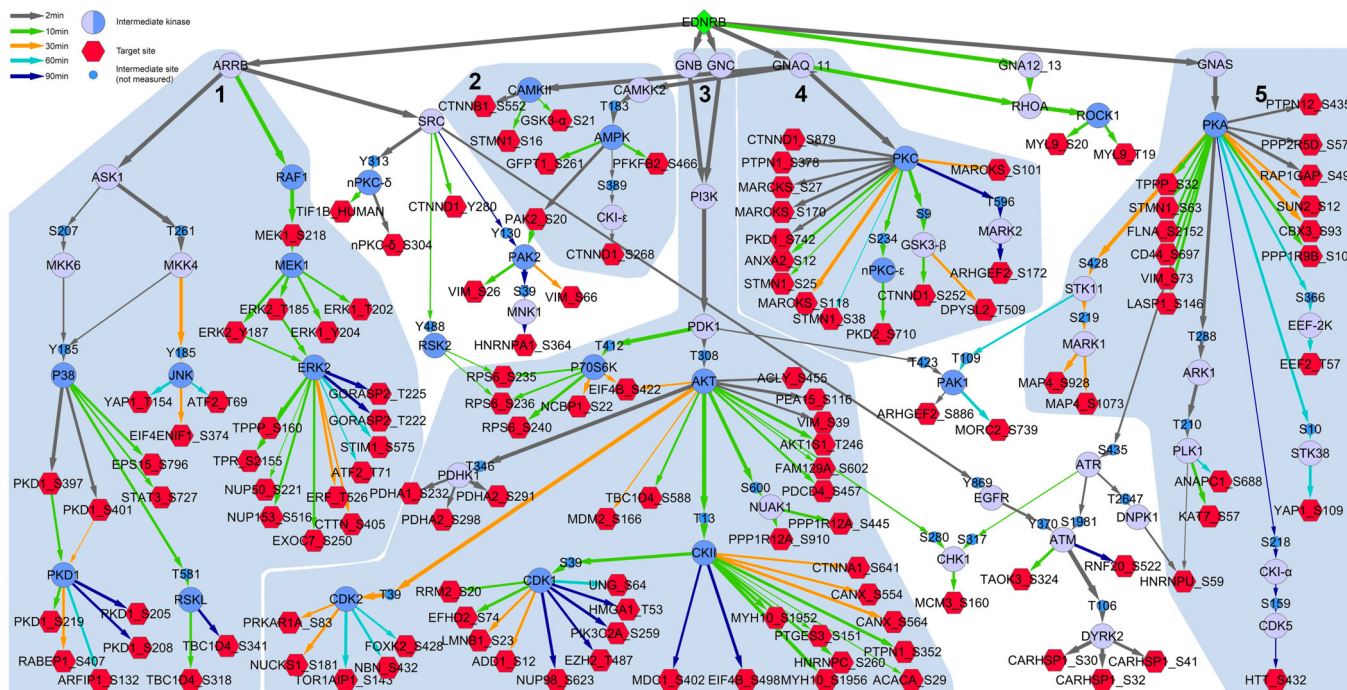 2min
10min
30min
60min
90min
Intermediate kinase
Target site
Intermediate site
(not measured)
EDNRB
ARRB
GNB
GNC
GNAQ_11
GNA12_13
GNAS
1
2
3
4
5
CAMKII
CAMKK2
CTNNB1_S552
GSK3-α_S21
STMN1_S16
T183
AMPK
GFPT1_S261
PFKFB2_S466
S389
CKI-ε
CTNND1_S268
SRC
Y313
nPKC-δ
TIF1B_HUMAN
nPKC-δ_S304
CTNND1_Y280
PAK2_S20
Y130
PAK2
VIM_S26
VIM_S66
S39
MNK1
HNRNPA1_S364
Y488
RSK2
ASK1
RAF1
MEK1_S218
MEK1
S207
MKK6
T261
MKK4
ERK2_T185
ERK1_T202
ERK2_Y187
ERK1_Y204
Y185
P38
Y185
JNK
YAP1_T154
ATF2_T69
EIF4ENIF1_S374
ERK2
GORASP2_T225
GORASP2_T222
TPPP_S160
STIM1_S575
TPR_S2155
ATF2_T71
NUP50_S221
ERF_T526
NUP153_S516
CTTN_S405
EXOC7_S250
EPS15_S796
PKD1_S397
STAT3_S727
PKD1_S401
PKD1
T581
RSKL
PKD1_S219
PKD1_S205
RABEP1_S407
PKD1_S208
TBC1D4_S341
ARFIP1_S132
TBC1D4_S318
PI3K
PDK1
T412
T308
P70S6K
AKT
RPS6_S235
RPS6_S236
RPS6_S240
NCBP1_S22
EIF4B_S422
ACLY_S455
PEA15_S116
VIM_S39
AKT1S1_T246
FAM129A_S602
PDCD4_S457
T346
PDHK1
PDHA1_S232
PDHA2_S291
PDHA2_S298
TBC1D4_S588
MDM2_S166
S600
NUAK1
PPP1R12A_S445
PPP1R12A_S910
T13
CKII
S39
CDK1
T39
CDK2
PRKAR1A_S83
NUCKS1_S181
TOR1AIP1_S143
NBN_S432
FOXK2_S428
RRM2_S20
EFHD2_S74
LMNB1_S23
ADD1_S12
NUP98_S623
EZH2_T487
PIK3C2A_S259
HMGA1_T53
UNG_S64
MDC1_S402
EIF4B_S498
CTNNA1_S641
CANX_S554
CANX_S564
MYH10_S1952
PTGES3_S151
PTPN1_S352
HNRNPC_S260
MYH10_S1956
ACACA_S29
PKC
CTNND1_S879
PTPN1_S378
MARCKS_S27
MARCKS_S170
PKD1_S742
ANXA2_S12
STMN1_S25
MARCKS_S118
STMN1_S38
MARCKS_S101
T596
MARK2
ARHGEF2_S172
S9
GSK3-β
CTNND1_S252
DPYSL2_T509
S234
nPKC-ε
PKD2_S710
RHOA
ROCK1
MYL9_S20
MYL9_T19
T423
T109
PAK1
ARHGEF2_S886
MORC2_S739
PKA
PTPN12_S435
PPP2R5D_S57
RAP1GAP_S49
SUN2_S12
CBX3_S93
PPP1R9B_S10
TPPP_S32
STMN1_S63
FLNA_S2152
CD44_S697
VIM_S73
LASP1_S146
S428
STK11
S219
MARK1
MAP4_S928
MAP4_S1073
S366
EEF-2K
EEF2_T57
T288
ARK1
T210
PLK1
ANAPC1_S688
KAT7_S57
S10
STK38
YAP1_S109
S218
CKI-α
S159
CDK5
HTT_S432
S435
ATR
T2647
DNPK1
HNRNPU_S59
S1981
Y370
ATM
TAOK3_S324
RNF20_S522
T106
DYRK2
CARHSP1_S30
CARHSP1_S41
CARHSP1_S32
Y869
EGFR
S280
S317
CHK1
MCM3_S160